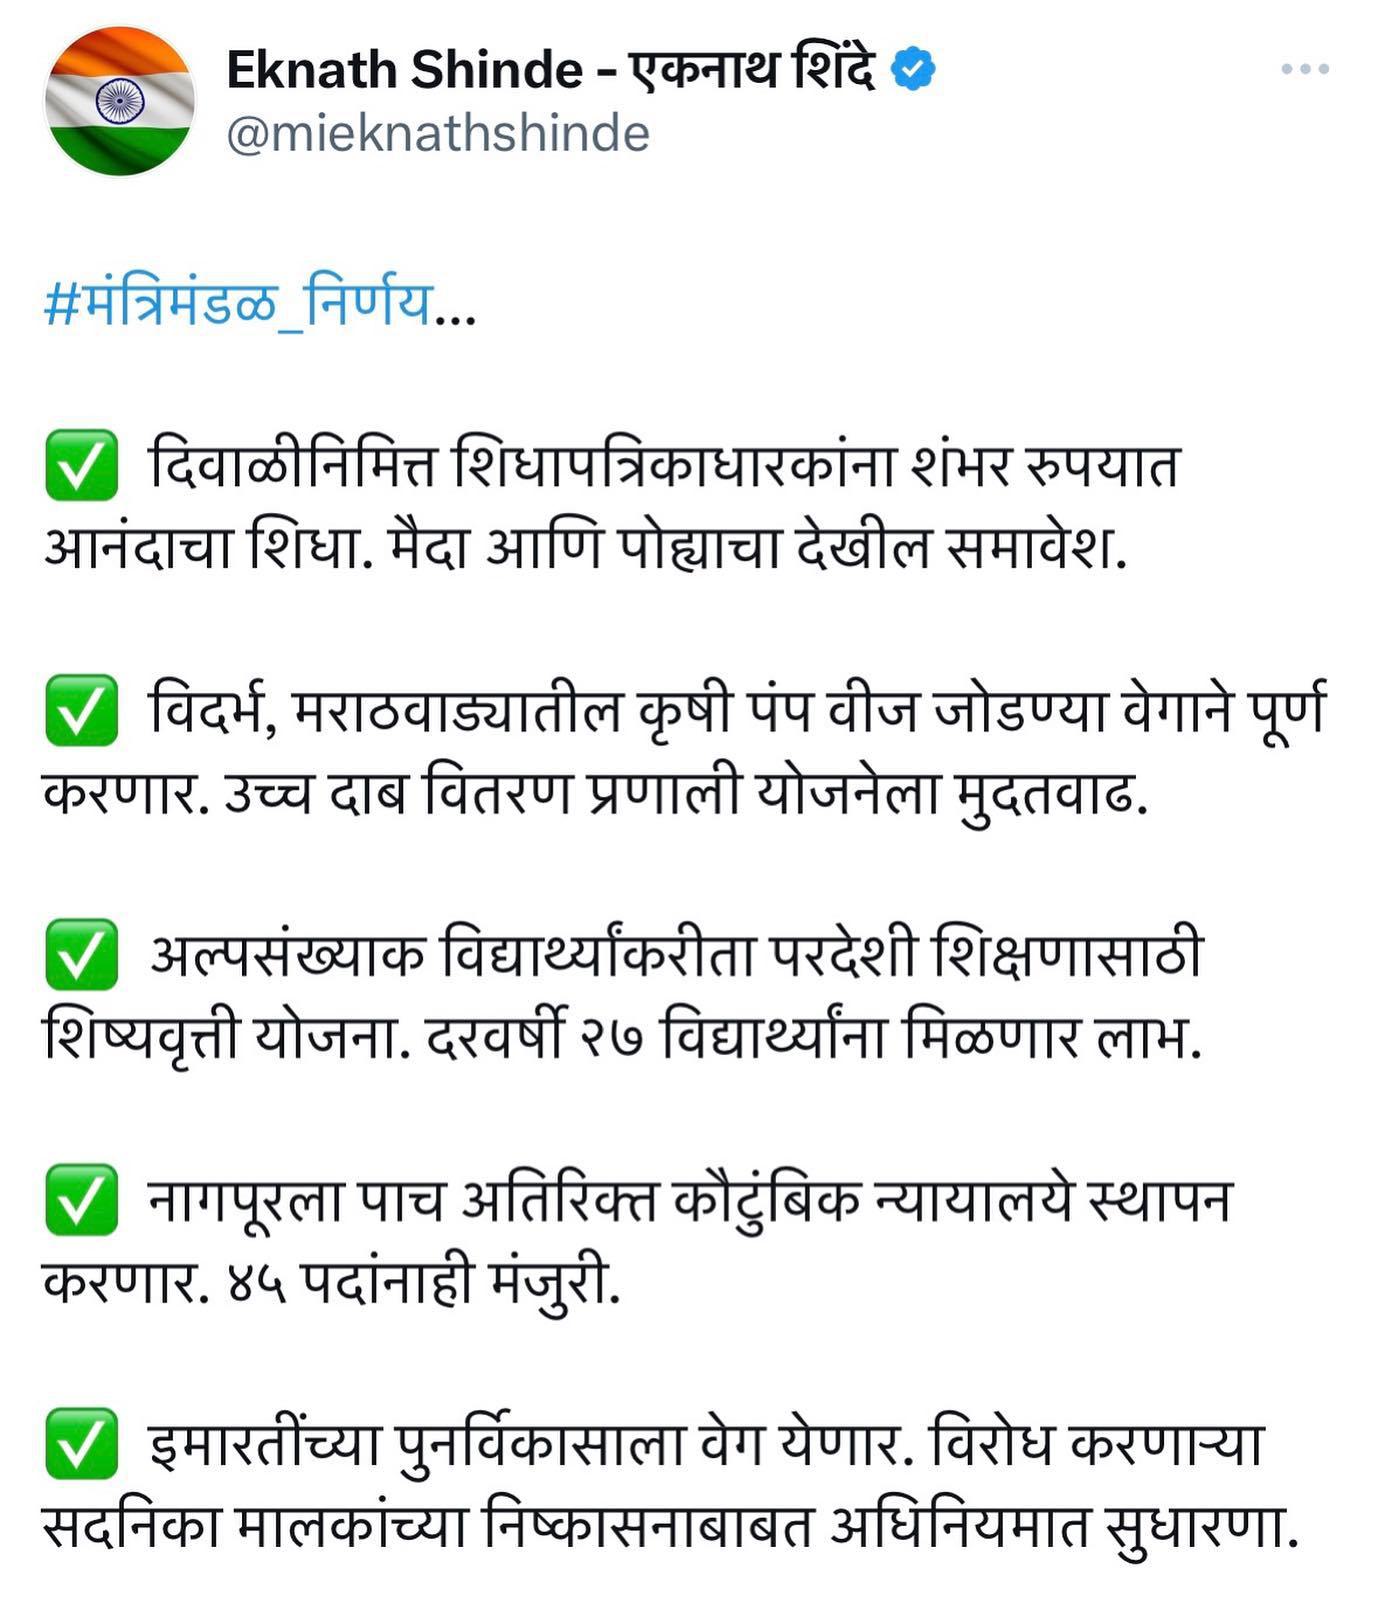 Eknath Shinde - एकनाथ शिंदे
@mieknathshinde
#मंत्रिमंडळ_निर्णय...
✅ दिवाळीनिमित्त शिधापत्रिकाधारकांना शंभर रुपयात
आनंदाचा शिधा. मैदा आणि पोह्याचा देखील समावेश.
✅ विदर्भ, मराठवाड्यातील कृषी पंप वीज जोडण्या वेगाने पूर्ण
करणार. उच्च दाब वितरण प्रणाली योजनेला मुदतवाढ.
✅ अल्पसंख्याक विद्यार्थ्यांकरीता परदेशी शिक्षणासाठी
शिष्यवृत्ती योजना. दरवर्षी २७ विद्यार्थ्यांना मिळणार लाभ.
✅ नागपूरला पाच अतिरिक्त कौटुंबिक न्यायालये स्थापन
करणार. ४५ पदांनाही मंजुरी.
✅ इमारतींच्या पुनर्विकासाला वेग येणार. विरोध करणाऱ्या
सदनिका मालकांच्या निष्कासनाबाबत अधिनियमात सुधारणा.